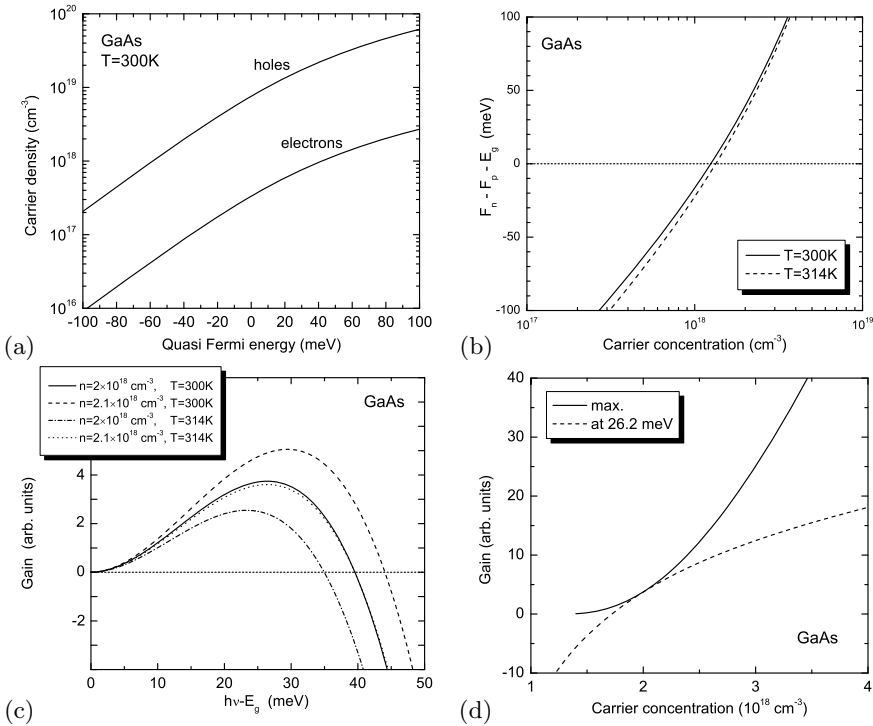 10^20
10^19
10^18
10^17
10^16
GaAs
T=300K
holes
electrons
Carrier density (cm^-3)
-100 -80 -60 -40 -20 0 20 40 60 80 100
Quasi Fermi energy (meV)
(a)
100
50
0
-50
-100
GaAs
F_n - F_p - E_g (meV)
T=300K
T=314K
10^17 10^18 10^19
Carrier concentration (cm^-3)
(b)
n=2×10^18 cm^-3, T=300K
n=2.1×10^18 cm^-3, T=300K
n=2×10^18 cm^-3, T=314K
n=2.1×10^18 cm^-3, T=314K
GaAs
4
2
0
-2
Gain (arb. units)
0 10 20 30 40 50
hν-E_g (meV)
(c)
40
30
20
10
0
-10
max.
at 26.2 meV
Gain (arb. units)
GaAs
1 2 3 4
Carrier concentration (10^18 cm^-3)
(d)